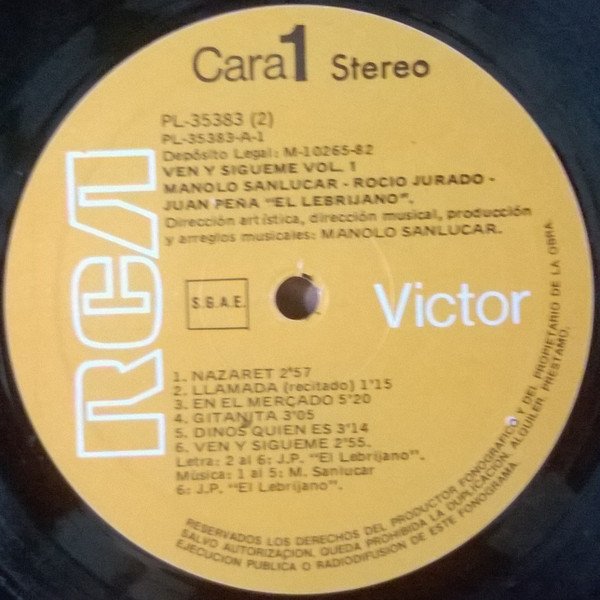 Cara 1 Stereo
PL-35383 (2)
PL-35383-A-1
Depósito Legal: M-10265-82
VEN Y SIGUEME VOL. 1
MANOLO SANLUCAR - ROCIO JURADO -
JUAN PEÑA "EL LEBRIJANO".
Dirección artística, dirección musical, producción
y arreglos musicales: MANOLO SANLUCAR.
RCA
S.G.A.E.
Victor
1. NAZARET 2"57
2. LLAMADA (recitado) 1'15
3. EN EL MERCADO 5'20
4. GITANITA 3'05
5. DINOS QUIEN ES 3'14
6. VEN Y SIGUEME 2"55.
Letra: 2 al 6: J.P. "El Lebrijano".
Música: 1 al 5: M. Sanlucar
6: J.P. "El Lebrijano".
RESERVADOS LOS DERECHOS DEL PRODUCTOR FONOGRAFICO Y DEL PROPIETARIO DE LA OBRA.
SALVO AUTORIZACION, QUEDA PROHIBIDA LA DUPLICACION, ALQUILER, PRESTAMO,
EJECUCION PUBLICA O RADIODIFUSION DE ESTE FONOGRAMA.